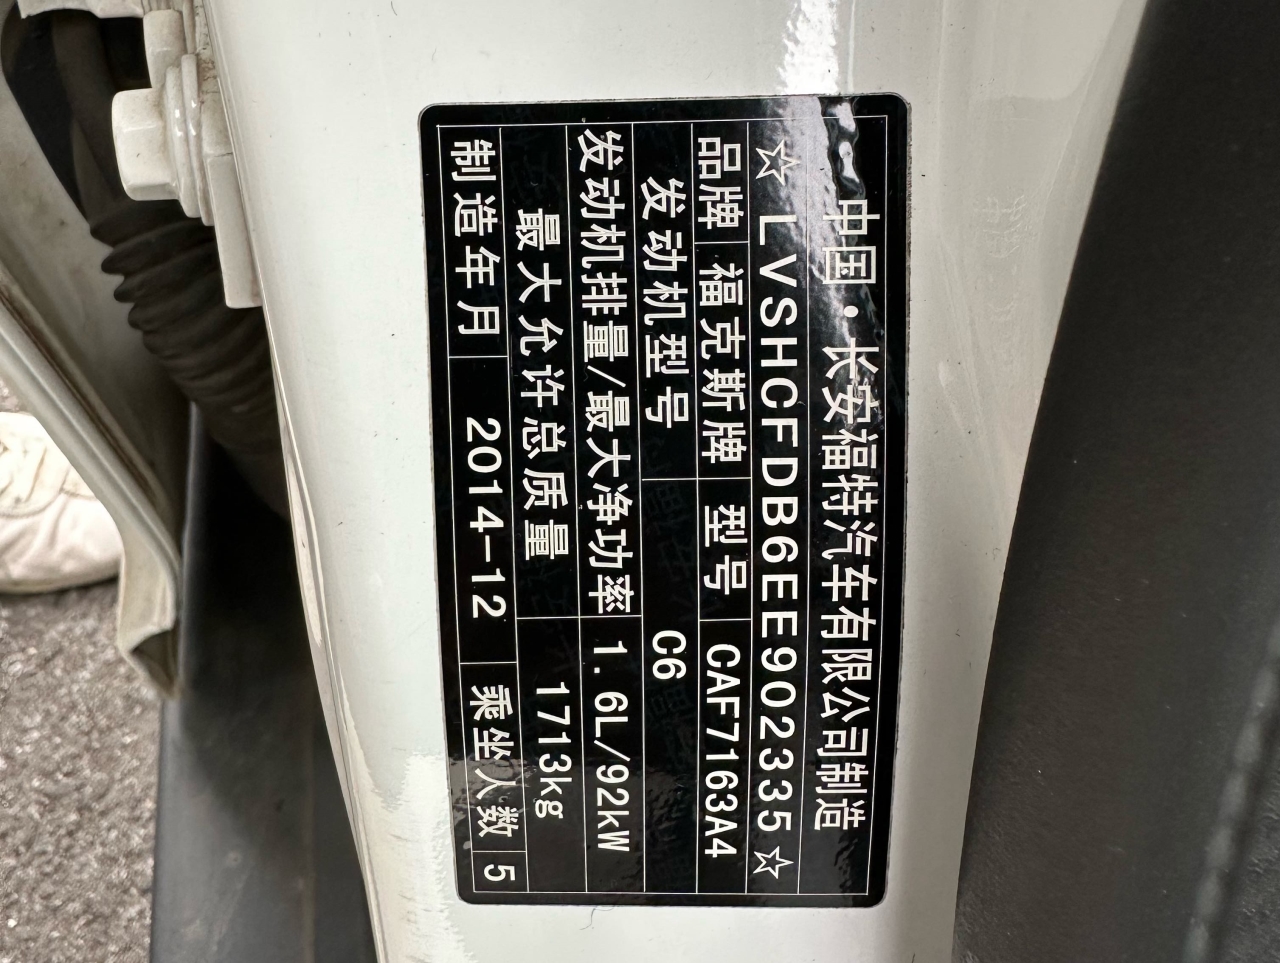 中国·长安福特汽车有限公司制造
☆LVSHCFDB6EE902335☆
品牌 福克斯牌 型号 CAF7163A4
发动机型号 C6
发动机排量/最大净功率 1.6L/92kW
最大允许总质量 1713kg
制造年月 2014-12 乘坐人数 5